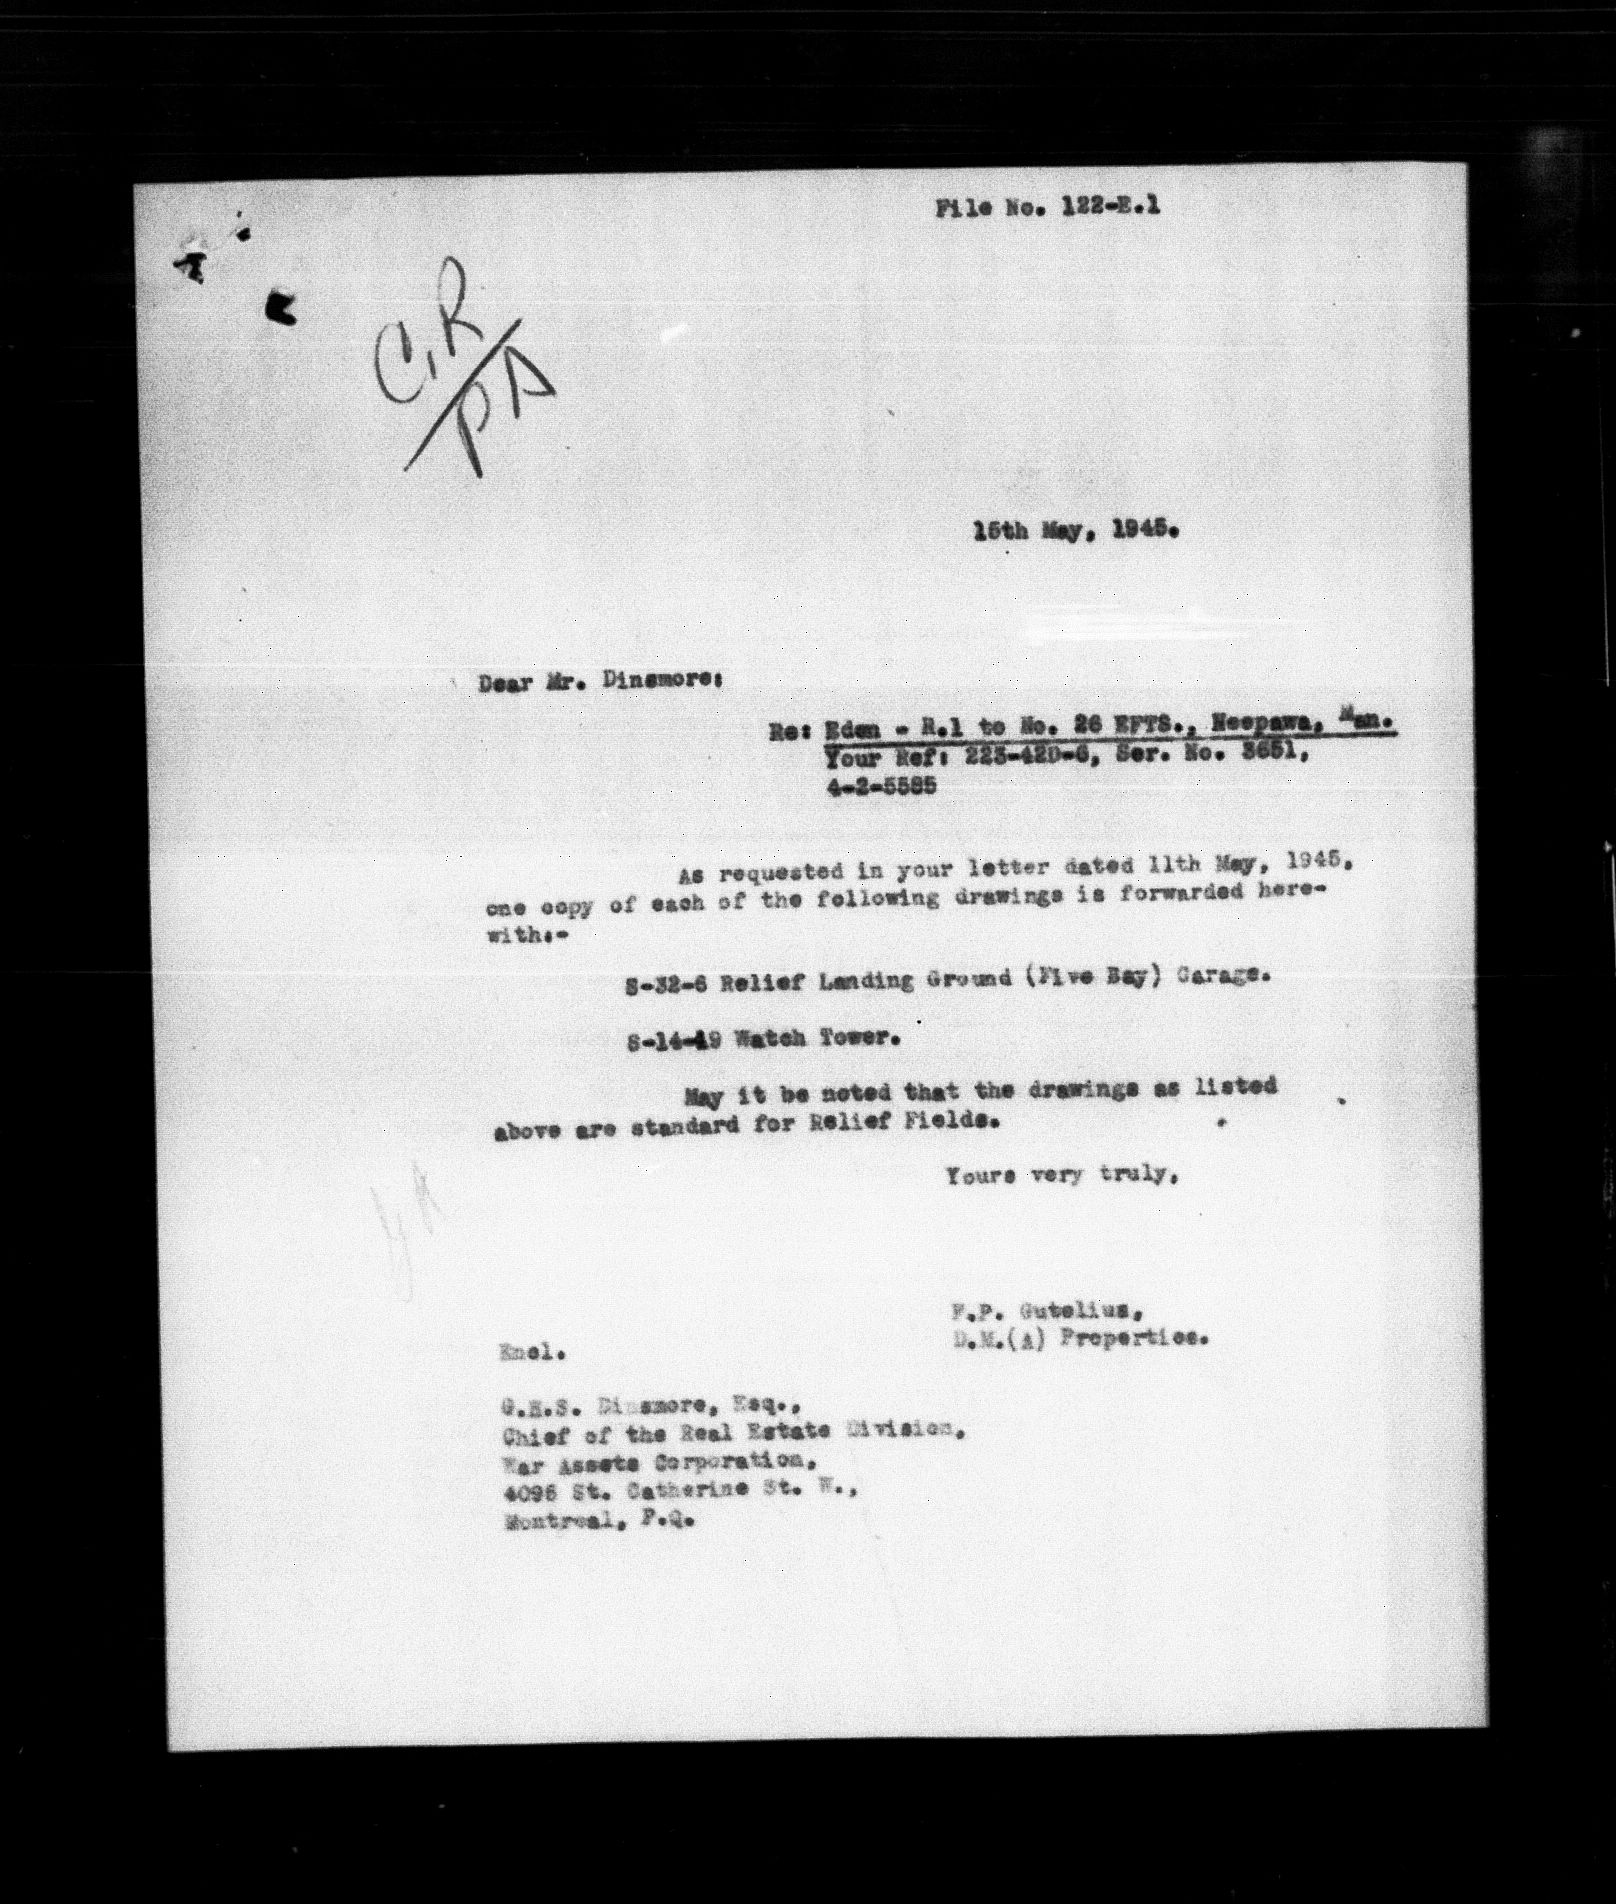 File No. 122-E.1
C.R
PA
15th May, 1945.
Dear Mr. Dinsmore:
Re: Eden - R.1 to No. 26 EFTS., Neepawa, Man.
Your Ref: 223-42D-6, Ser. No. 3651,
4-2-5585
As requested in your letter dated 11th May, 1945,
one copy of each of the following drawings is forwarded here-
with:-
S-32-6 Relief Landing Ground (Five Bay) Garage.
S-14-19 Watch Tower.
May it be noted that the drawings as listed
above are standard for Relief Fields.
Yours very truly,
F.P. Gutelius,
D.M.(A) Properties.
Encl.
G.H.S. Dinsmore, Esq.,
Chief of the Real Estate Division,
War Assets Corporation,
4095 St. Catherine St. W.,
Montreal, P.Q.